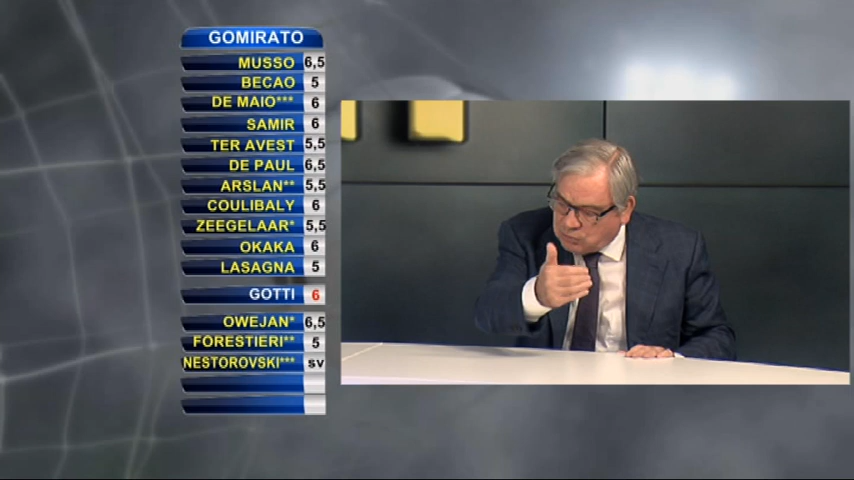 GOMIRATO
MUSSO 6,5
BECAO 5
DE MAIO*** 6
SAMIR 6
TER AVEST 5,5
DE PAUL 6,5
ARSLAN** 5,5
COULIBALY 6
ZEEGELAAR* 5,5
OKAKA 6
LASAGNA 5
GOTTI 6
OWEJAN* 6,5
FORESTIERI** 5
NESTOROVSKI*** sv